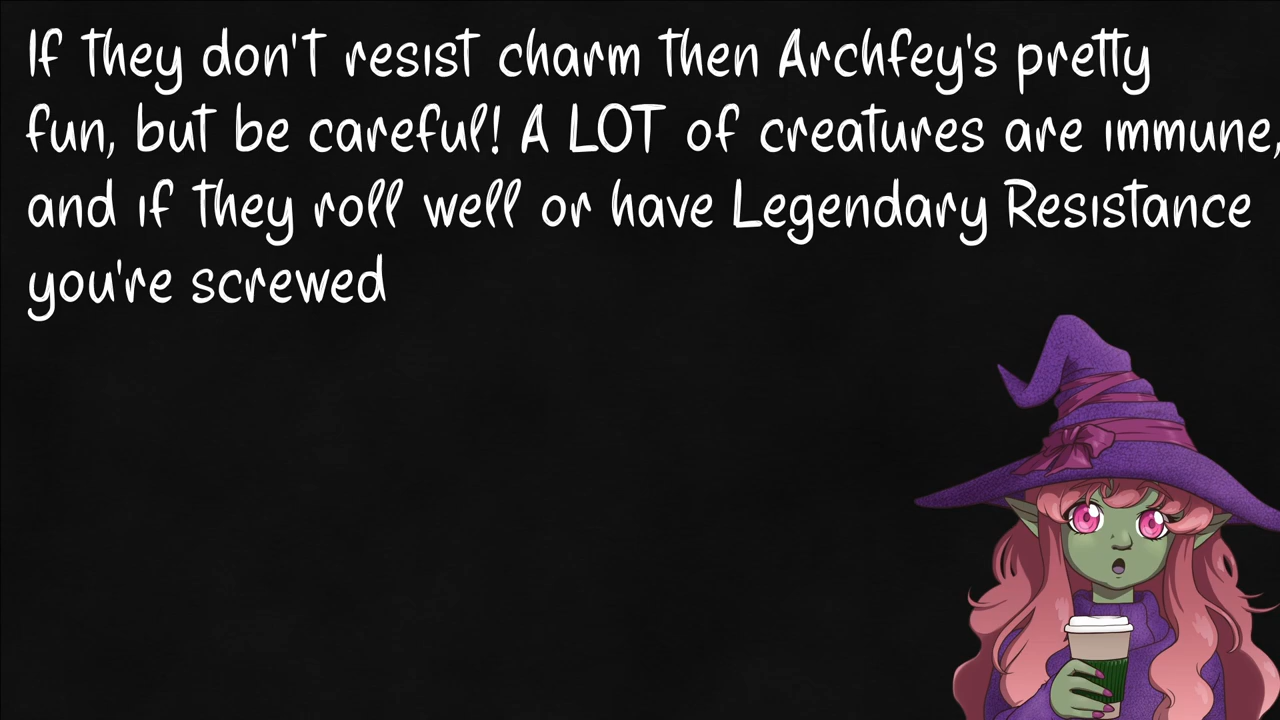 If they don't resist charm then Archfey's pretty
fun, but be careful! A LOT of creatures are immune,
and if they roll well or have Legendary Resistance
you're screwed